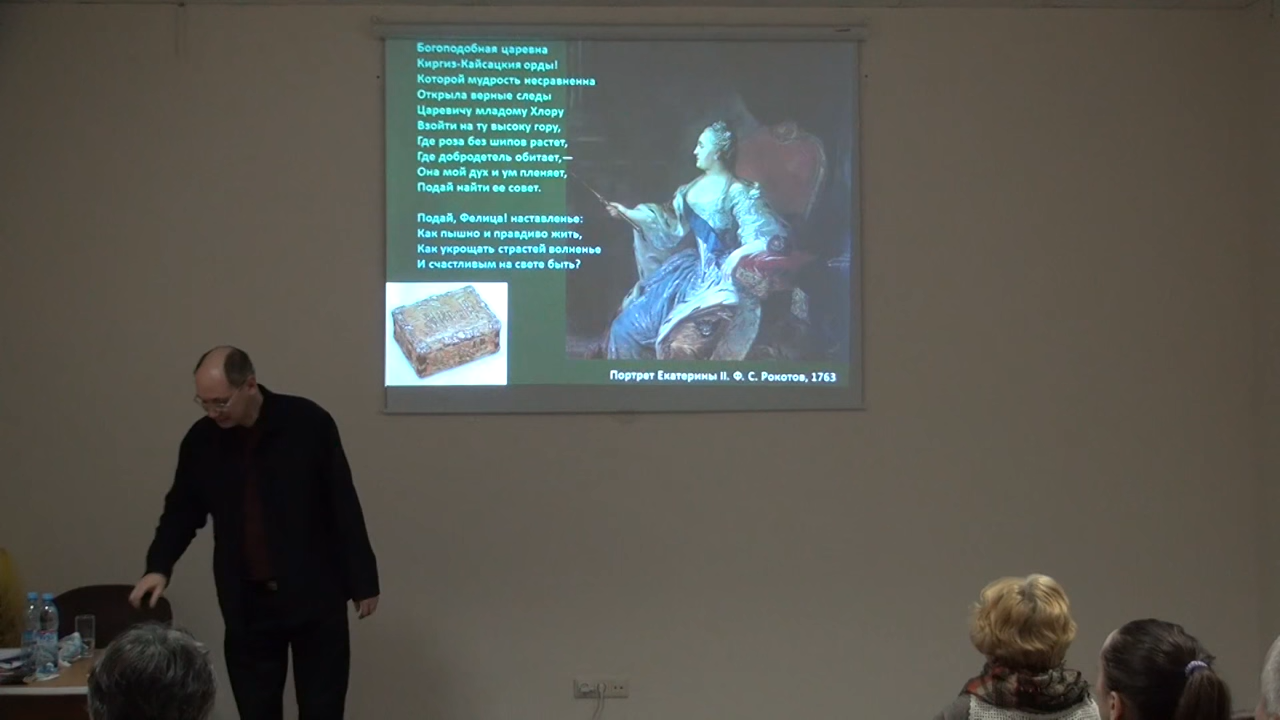 Богоподобная царевна
Киргиз-Кайсацкия орды!
Которой мудрость несравненна
Открыла верные следы
Царевичу младому Хлору
Взойти на ту высоку гору,
Где роза без шипов растет,
Где добродетель обитает,—
Она мой дух и ум пленяет,
Подай найти ее совет.
Подай, Фелица! наставленье:
Как пышно и правдиво жить,
Как укрощать страстей волненье
И счастливым на свете быть?
Портрет Екатерины II. Ф. С. Рокотов, 1763